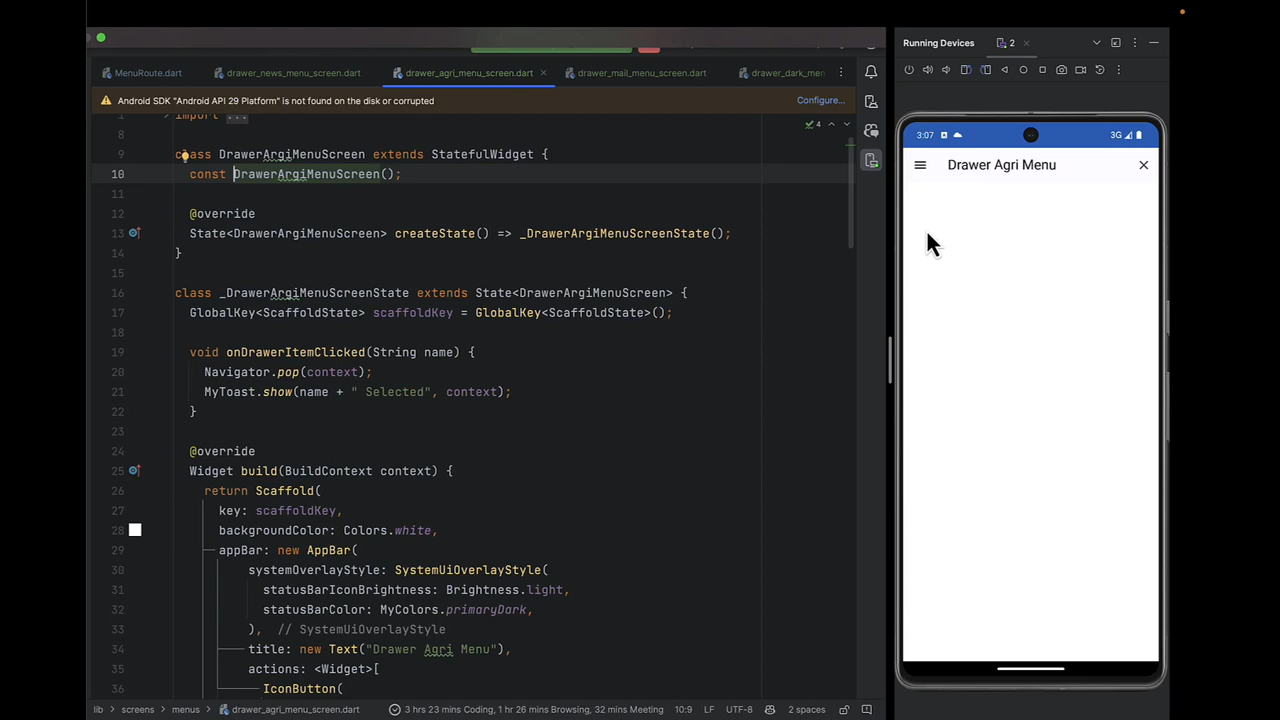 Running Devices
2
MenuRoute.dart
drawer_news_menu_screen.dart
drawer_agri_menu_screen.dart
drawer_mail_menu_screen.dart
drawer_dark_men
Android SDK "Android API 29 Platform" is not found on the disk or corrupted
Configure...
1 import ...
4
8
9 class DrawerArgiMenuScreen extends StatefulWidget {
10 const DrawerArgiMenuScreen();
11
12 @override
13 State<DrawerArgiMenuScreen> createState() => _DrawerArgiMenuScreenState();
14 }
15
16 class _DrawerArgiMenuScreenState extends State<DrawerArgiMenuScreen> {
17 GlobalKey<ScaffoldState> scaffoldKey = GlobalKey<ScaffoldState>();
18
19 void onDrawerItemClicked(String name) {
20 Navigator.pop(context);
21 MyToast.show(name + " Selected", context);
22 }
23
24 @override
25 Widget build(BuildContext context) {
26 return Scaffold(
27 key: scaffoldKey,
28 backgroundColor: Colors.white,
29 appBar: new AppBar(
30 systemOverlayStyle: SystemUiOverlayStyle(
31 statusBarIconBrightness: Brightness.light,
32 statusBarColor: MyColors.primaryDark,
33 ), // SystemUiOverlayStyle
34 title: new Text("Drawer Agri Menu"),
35 actions: <Widget>[
36 IconButton(
3:07
3G
Drawer Agri Menu
lib > screens > menus > drawer_agri_menu_screen.dart
3 hrs 23 mins Coding, 1 hr 26 mins Browsing, 32 mins Meeting
10:9
LF
UTF-8
2 spaces